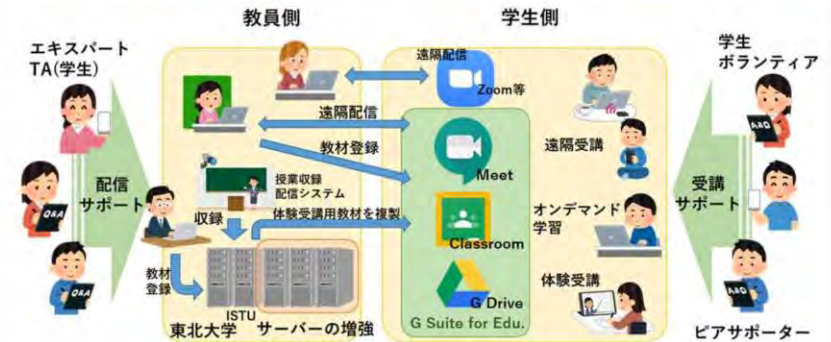 教員側
学生側
エキスパート
TA(学生)
学生
ボランティア
遠隔配信
Zoom等
遠隔配信
教材登録
Meet
遠隔受講
配信
サポート
授業収録
配信システム
収録
体験受講用教材を複製
Classroom
オンデマンド
学習
受講
サポート
Q&A
Q&A
A&Q
A&Q
教材
登録
ISTU
体験受講
G Drive
G Suite for Edu.
東北大学
サーバーの増強
ピアサポーター